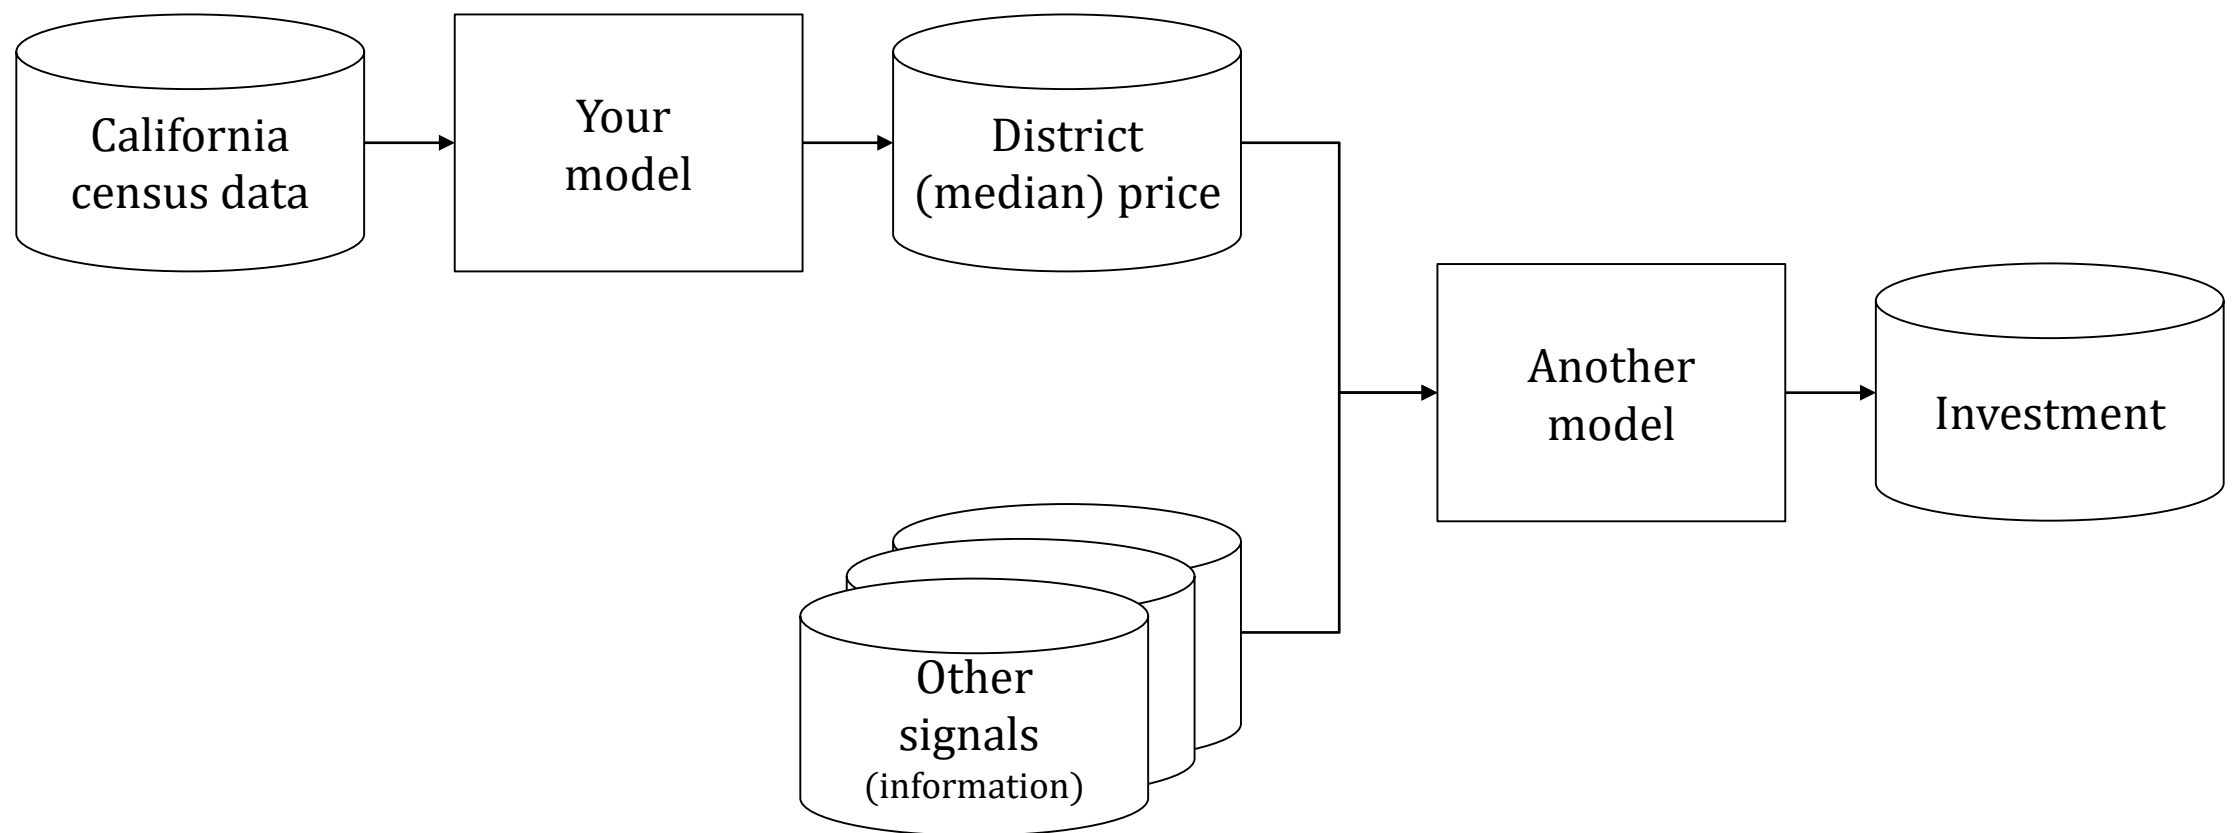 California
census data
Your
model
District
(median) price
Another
model
Investment
Other
signals
(information)